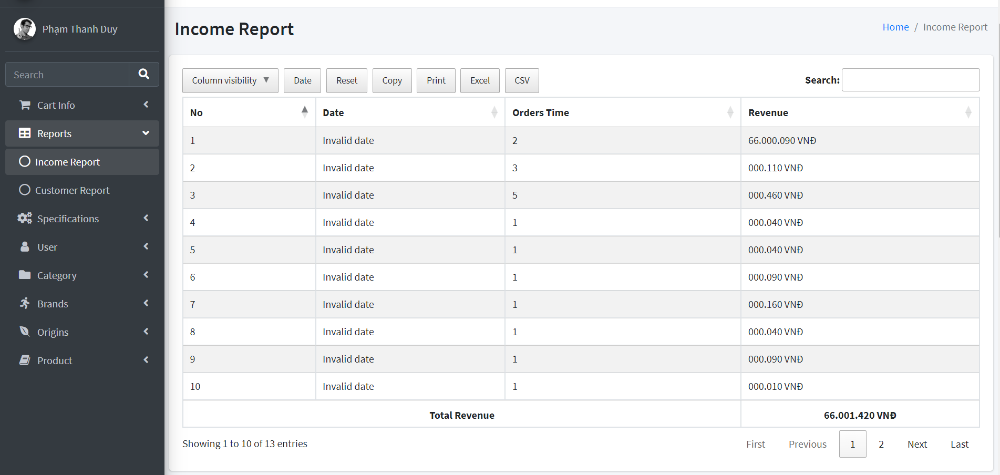 Phạm Thanh Duy
Search
Cart Info
Reports
Income Report
Customer Report
Specifications
User
Category
Brands
Origins
Product
Income Report
Home / Income Report
Column visibility ▼ Date Reset Copy Print Excel CSV
Search:
No Date Orders Time Revenue
1 Invalid date 2 66.000.090 VNĐ
2 Invalid date 3 000.110 VNĐ
3 Invalid date 5 000.460 VNĐ
4 Invalid date 1 000.040 VNĐ
5 Invalid date 1 000.040 VNĐ
6 Invalid date 1 000.090 VNĐ
7 Invalid date 1 000.160 VNĐ
8 Invalid date 1 000.040 VNĐ
9 Invalid date 1 000.090 VNĐ
10 Invalid date 1 000.010 VNĐ
Total Revenue 66.001.420 VNĐ
Showing 1 to 10 of 13 entries
First Previous 1 2 Next Last